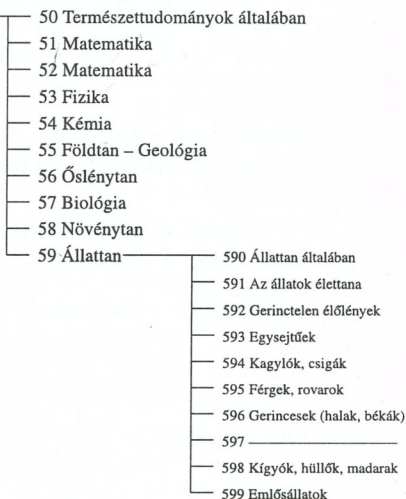 50 Természettudományok általában
51 Matematika
52 Matematika
53 Fizika
54 Kémia
55 Földtan – Geológia
56 Őslénytan
57 Biológia
58 Növénytan
59 Állattan
590 Állattan általában
591 Az állatok élettana
592 Gerinctelen élőlények
593 Egysejtűek
594 Kagylók, csigák
595 Férgek, rovarok
596 Gerincesek (halak, békák)
597
598 Kígyók, hüllők, madarak
599 Emlősállatok